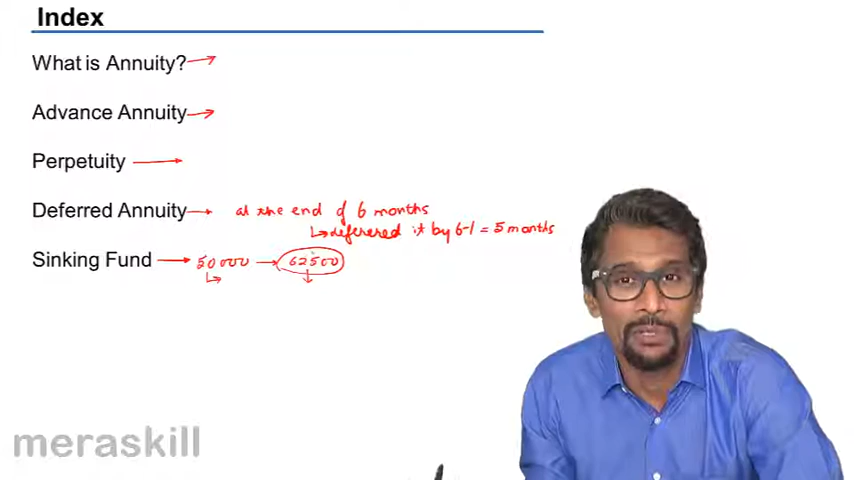 Index
What is Annuity?
Advance Annuity
Perpetuity
Deferred Annuity at the end of 6 months
deferered it by 6-1 = 5 months
Sinking Fund 50000 62500
meraskill